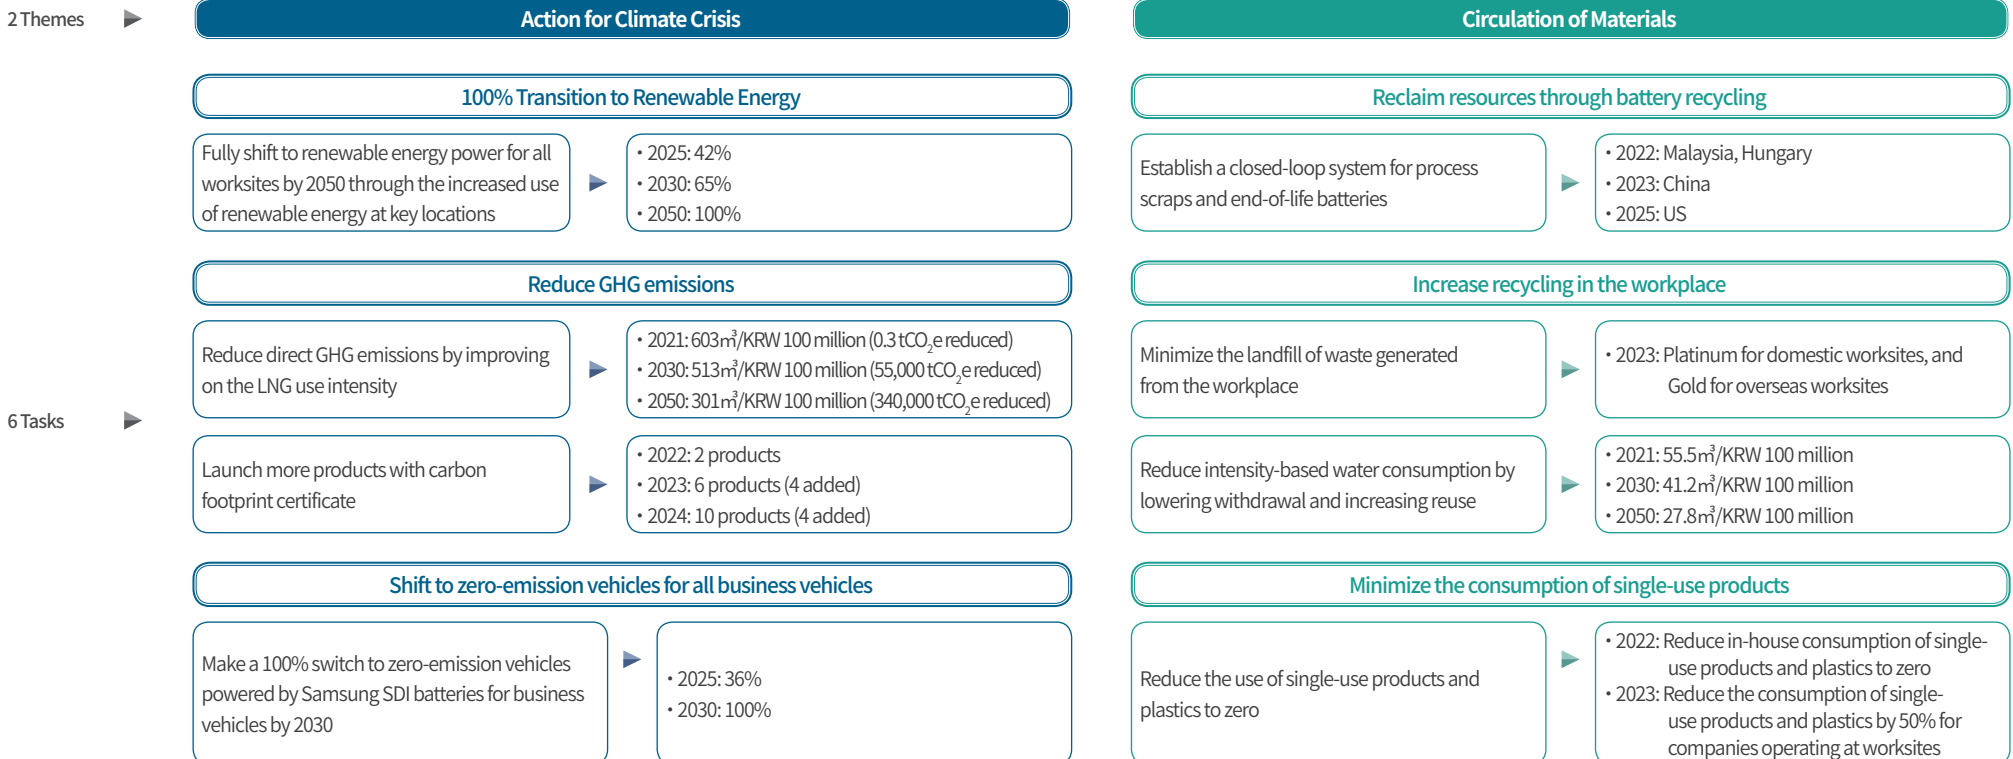 2 Themes
Action for Climate Crisis
100% Transition to Renewable Energy
Fully shift to renewable energy power for all
worksites by 2050 through the increased use
of renewable energy at key locations
• 2025: 42%
• 2030: 65%
• 2050: 100%
6 Tasks
Reduce GHG emissions
Reduce direct GHG emissions by improving
on the LNG use intensity
• 2021: 603㎥/KRW 100 million (0.3 tCO₂e reduced)
• 2030: 513㎥/KRW 100 million (55,000 tCO₂e reduced)
• 2050: 301㎥/KRW 100 million (340,000 tCO₂e reduced)
Launch more products with carbon
footprint certificate
• 2022: 2 products
• 2023: 6 products (4 added)
• 2024: 10 products (4 added)
Shift to zero-emission vehicles for all business vehicles
Make a 100% switch to zero-emission vehicles
powered by Samsung SDI batteries for business
vehicles by 2030
• 2025: 36%
• 2030: 100%
Circulation of Materials
Reclaim resources through battery recycling
Establish a closed-loop system for process
scraps and end-of-life batteries
• 2022: Malaysia, Hungary
• 2023: China
• 2025: US
Increase recycling in the workplace
Minimize the landfill of waste generated
from the workplace
• 2023: Platinum for domestic worksites, and
Gold for overseas worksites
Reduce intensity-based water consumption by
lowering withdrawal and increasing reuse
• 2021: 55.5㎥/KRW 100 million
• 2030: 41.2㎥/KRW 100 million
• 2050: 27.8㎥/KRW 100 million
Minimize the consumption of single-use products
Reduce the use of single-use products and
plastics to zero
• 2022: Reduce in-house consumption of single-
use products and plastics to zero
• 2023: Reduce the consumption of single-
use products and plastics by 50% for
companies operating at worksites